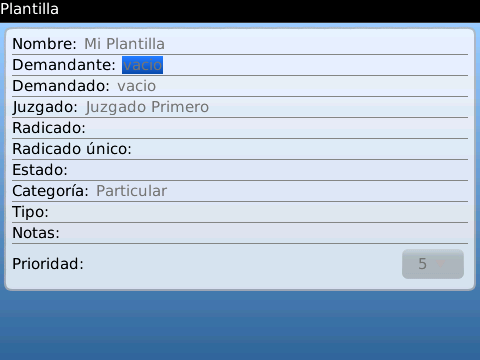 Plantilla
Nombre: Mi Plantilla
Demandante: vacio
Demandado: vacio
Juzgado: Juzgado Primero
Radicado:
Radicado único:
Estado:
Categoría: Particular
Tipo:
Notas:
Prioridad: 5